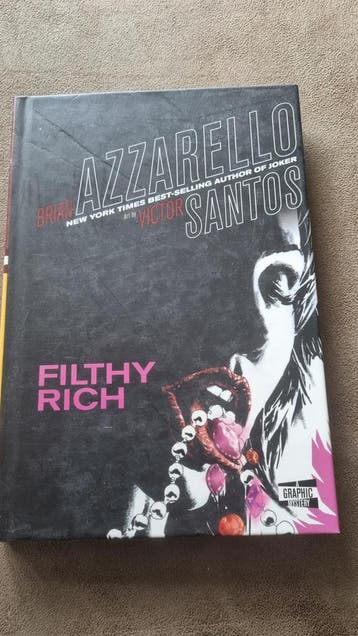 BRIAN AZZARELLO
NEW YORK TIMES BEST-SELLING AUTHOR OF JOKER
Art by VICTOR SANTOS
FILTHY
RICH
A
GRAPHIC
MYSTERY